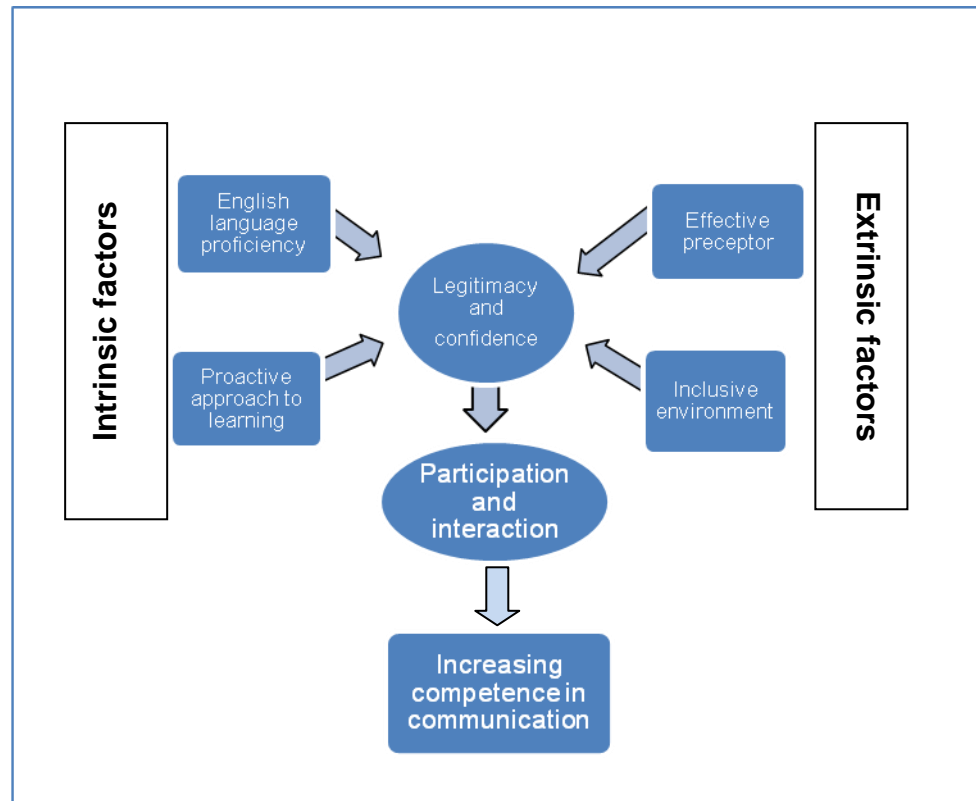 Intrinsic factors
English
language
proficiency
Proactive
approach to
learning
Legitimacy
and
confidence
Effective
preceptor
Inclusive
environment
Extrinsic factors
Participation
and
interaction
Increasing
competence in
communication